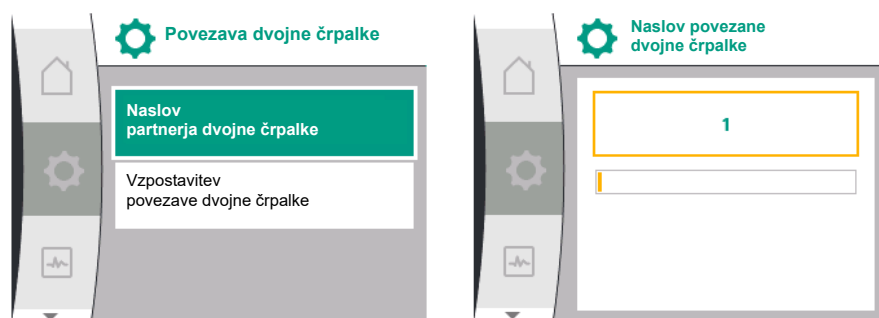 Povezava dvojne črpalke
Naslov
partnerja dvojne črpalke
Vzpostavitev
povezave dvojne črpalke
Naslov povezane
dvojne črpalke
1